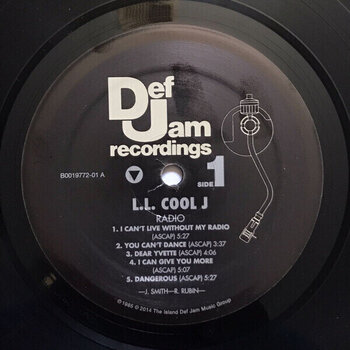 Def
Jam
recordings
B0019772-01 A
SIDE 1
L.L. COOL J
RADIO
1. I CAN'T LIVE WITHOUT MY RADIO
(ASCAP) 5:27
2. YOU CAN'T DANCE (ASCAP) 3:37
3. DEAR YVETTE (ASCAP) 4:06
4. I CAN GIVE YOU MORE
(ASCAP) 5:07
5. DANGEROUS (ASCAP) 5:27
—J. SMITH—R. RUBIN—
©1985 ℗ 2014 The Island Def Jam Music Group